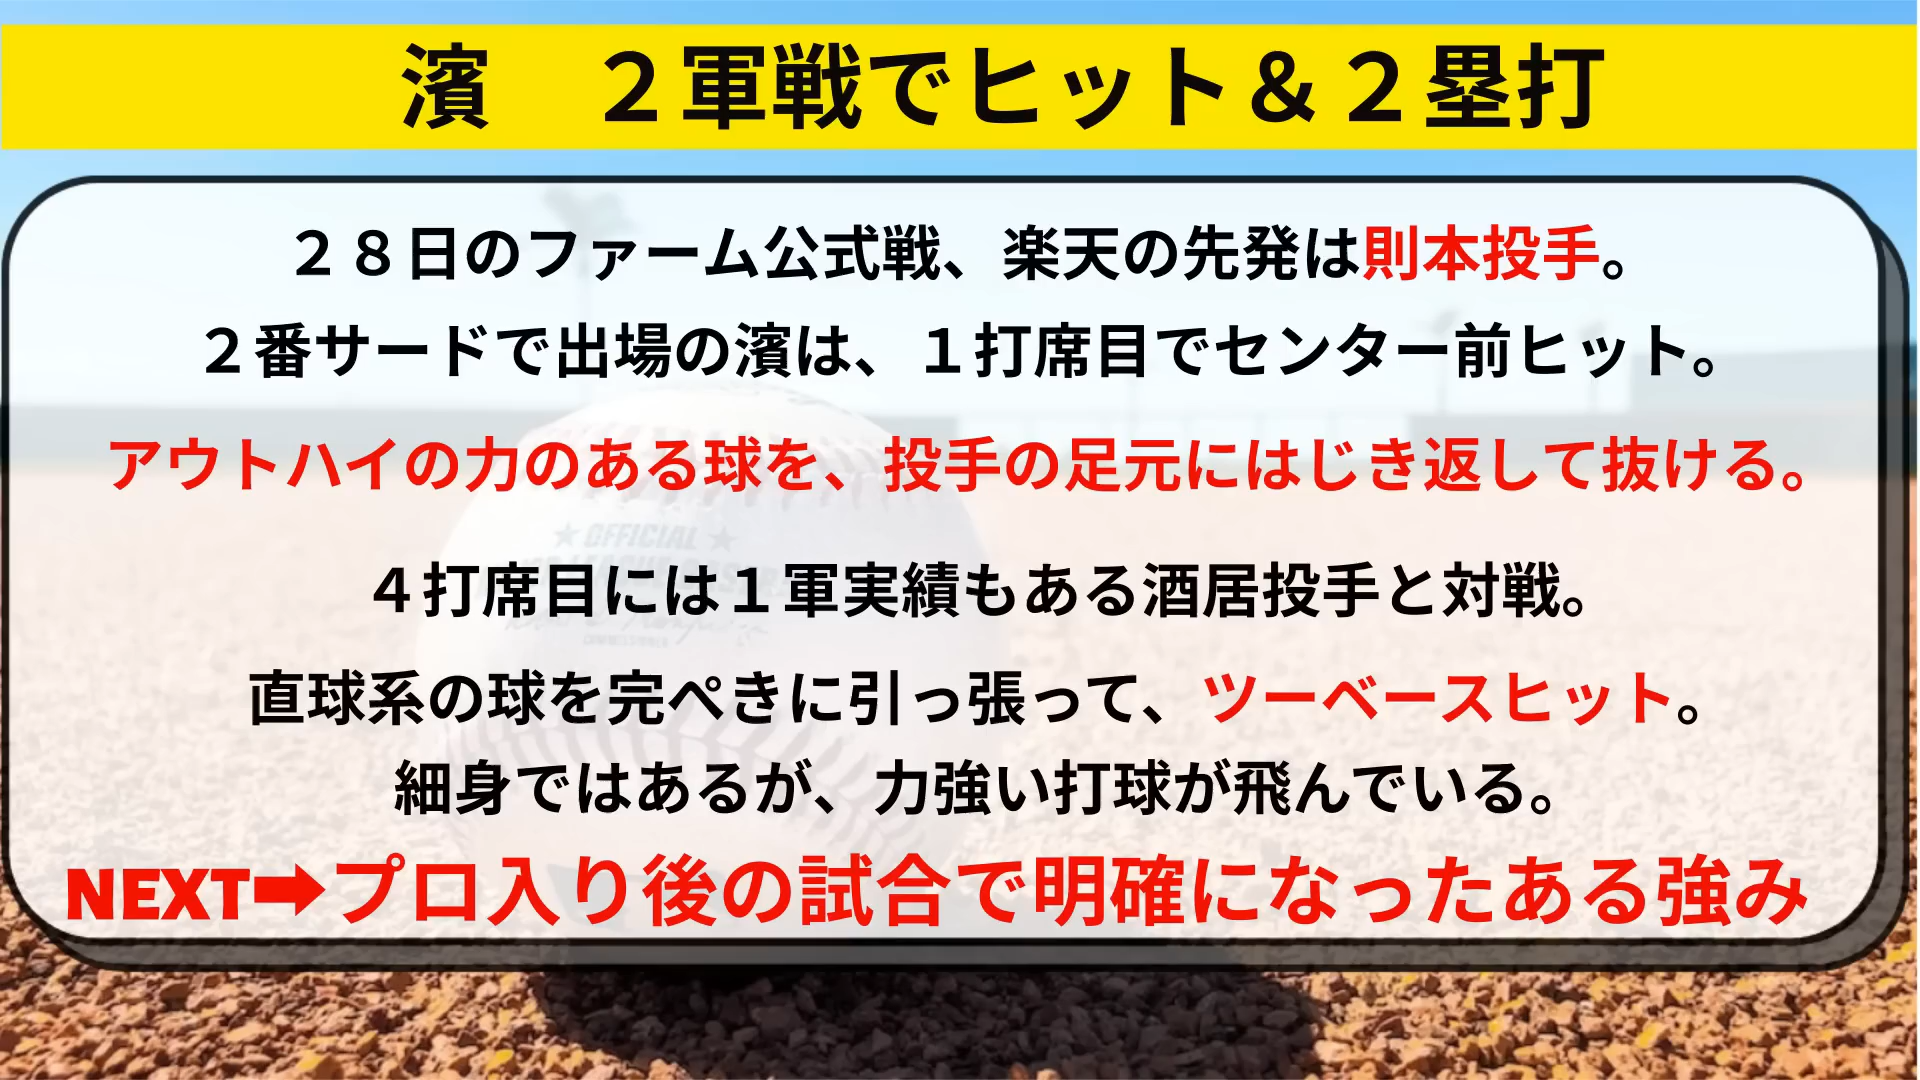 濱　２軍戦でヒット＆２塁打
２８日のファーム公式戦、楽天の先発は則本投手。
２番サードで出場の濱は、１打席目でセンター前ヒット。
アウトハイの力のある球を、投手の足元にはじき返して抜ける。
★ OFFICIAL ★
４打席目には１軍実績もある酒居投手と対戦。
直球系の球を完ぺきに引っ張って、ツーベースヒット。
細身ではあるが、力強い打球が飛んでいる。
NEXT➡プロ入り後の試合で明確になったある強み